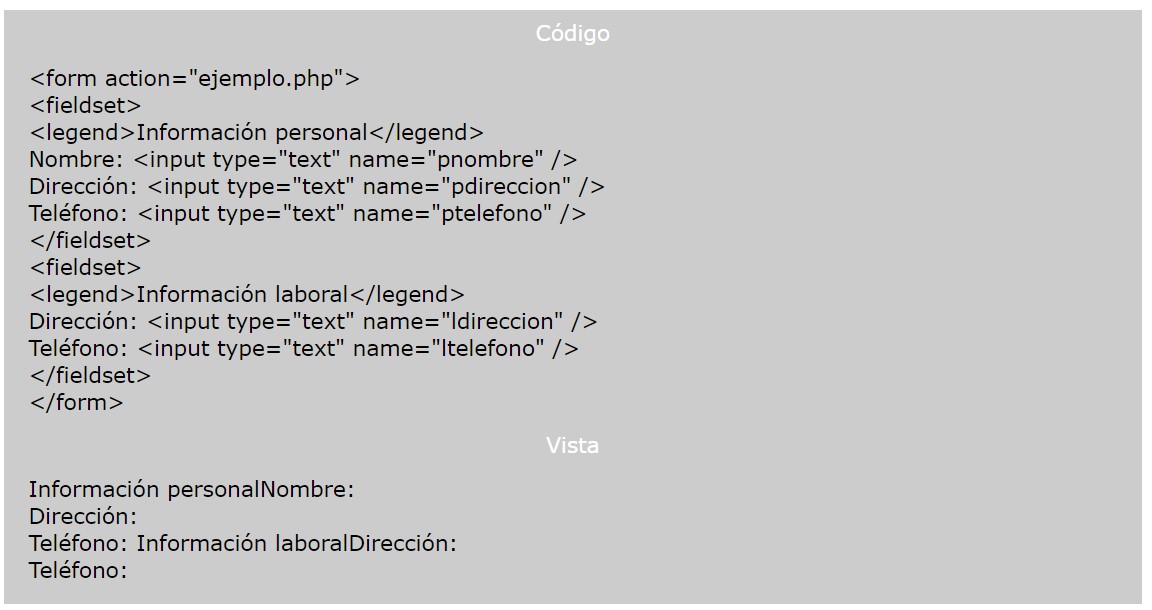 Código
<form action="ejemplo.php">
<fieldset>
<legend>Información personal</legend>
Nombre: <input type="text" name="pnombre" />
Dirección: <input type="text" name="pdireccion" />
Teléfono: <input type="text" name="ptelefono" />
</fieldset>
<fieldset>
<legend>Información laboral</legend>
Dirección: <input type="text" name="ldireccion" />
Teléfono: <input type="text" name="ltelefono" />
</fieldset>
</form>
Vista
Información personalNombre:
Dirección:
Teléfono: Información laboralDirección:
Teléfono: